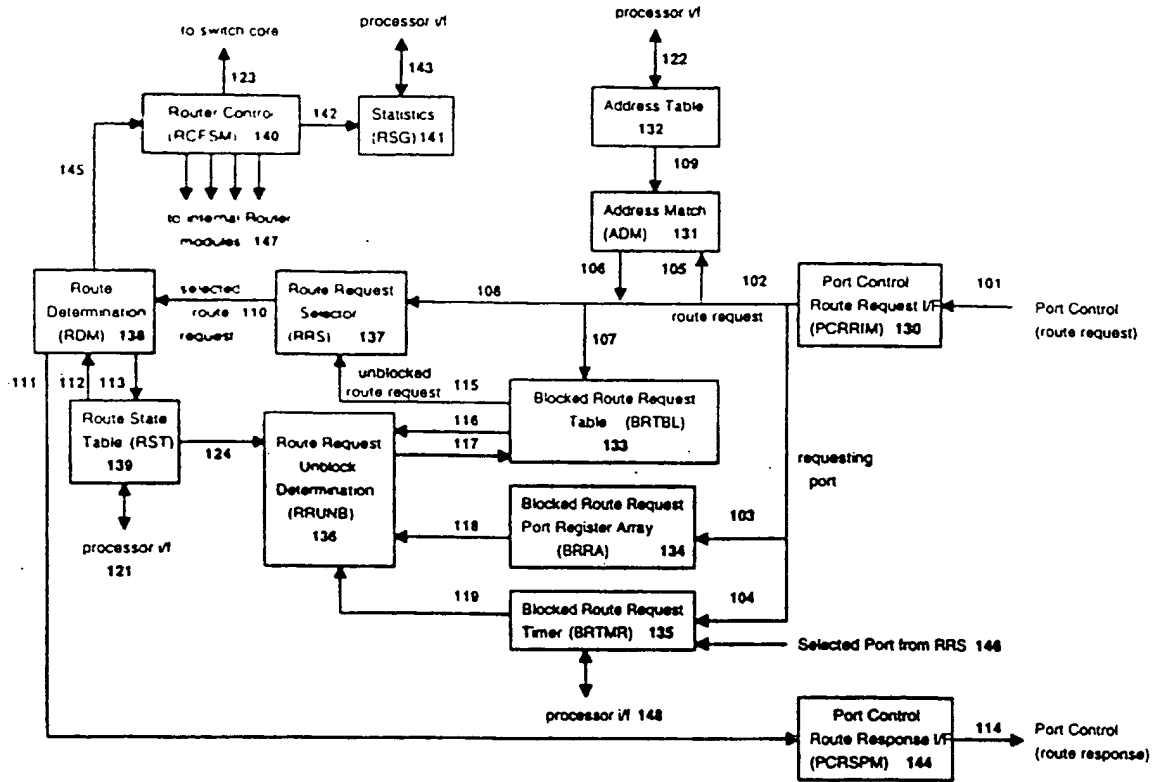 processor i/f
processor i/f
to switch core
143
122
123
Router Control
(RCFSM) 140
142
Statistics
(RSG) 141
Address Table
132
145
109
to internal Router
modules 147
Address Match
(ADM) 131
106
105
102
Route
Determination
(RDM) 138
selected
route 110
request
Route Request
Selector
(RRS) 137
108
route request
Port Control
Route Request I/F
(PCRRIM) 130
101
Port Control
(route request)
107
111
112
113
unblocked
route request
115
Blocked Route Request
Table (BRTBL)
133
Route State
Table (RST)
139
124
116
117
Route Request
Unblock
Determination
(RRUNB)
136
requesting
port
processor i/f
121
118
Blocked Route Request
Port Register Array
(BRRA) 134
103
119
Blocked Route Request
Timer (BRTMR) 135
104
Selected Port from RRS 146
processor i/f 148
Port Control
Route Response I/F
(PCRSPM) 144
114
Port Control
(route response)